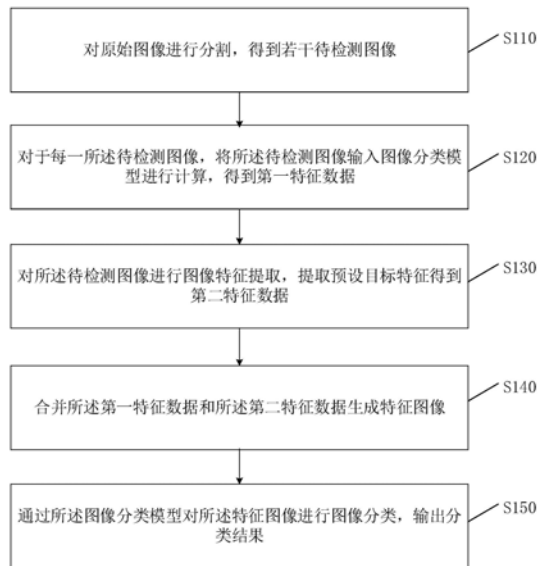 对原始图像进行分割，得到若干待检测图像
S110
对于每一所述待检测图像，将所述待检测图像输入图像分类模
型进行计算，得到第一特征数据
S120
对所述待检测图像进行图像特征提取，提取预设目标特征得到
第二特征数据
S130
合并所述第一特征数据和所述第二特征数据生成特征图像
S140
通过所述图像分类模型对所述特征图像进行图像分类，输出分
类结果
S150